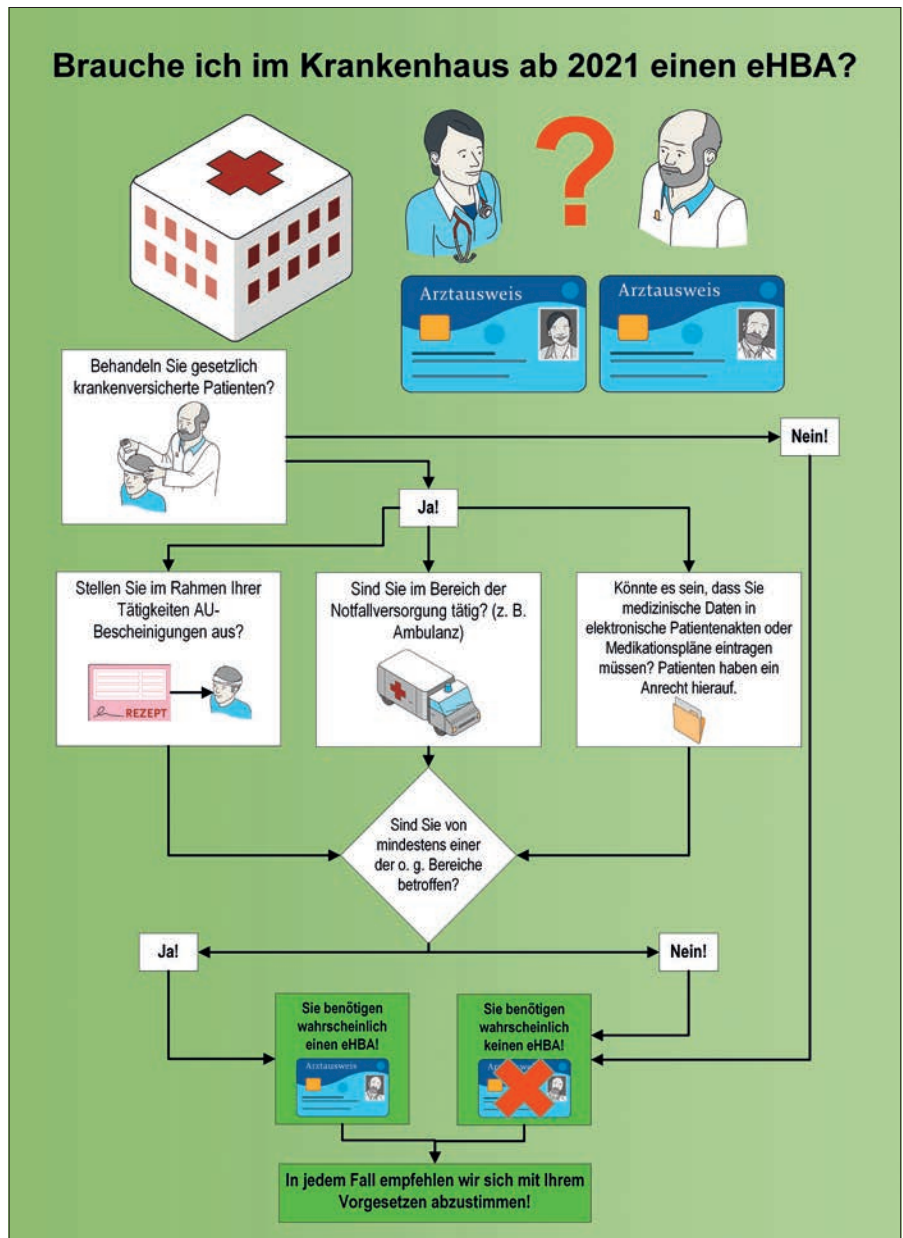 Brauche ich im Krankenhaus ab 2021 einen eHBA?
Arztausweis
Arztausweis
Behandeln Sie gesetzlich
krankenversicherte Patienten?
Nein!
Ja!
Stellen Sie im Rahmen Ihrer
Tätigkeiten AU-
Bescheinigungen aus?
REZEPT
Sind Sie im Bereich der
Notfallversorgung tätig? (z. B.
Ambulanz)
Könnte es sein, dass Sie
medizinische Daten in
elektronische Patientenakten oder
Medikationspläne eintragen
müssen? Patienten haben ein
Anrecht hierauf.
Sind Sie von
mindestens einer
der o. g. Bereiche
betroffen?
Ja!
Nein!
Sie benötigen
wahrscheinlich
einen eHBA!
Arztausweis
Sie benötigen
wahrscheinlich
keinen eHBA!
Arztausweis
In jedem Fall empfehlen wir sich mit Ihrem
Vorgesetzen abzustimmen!